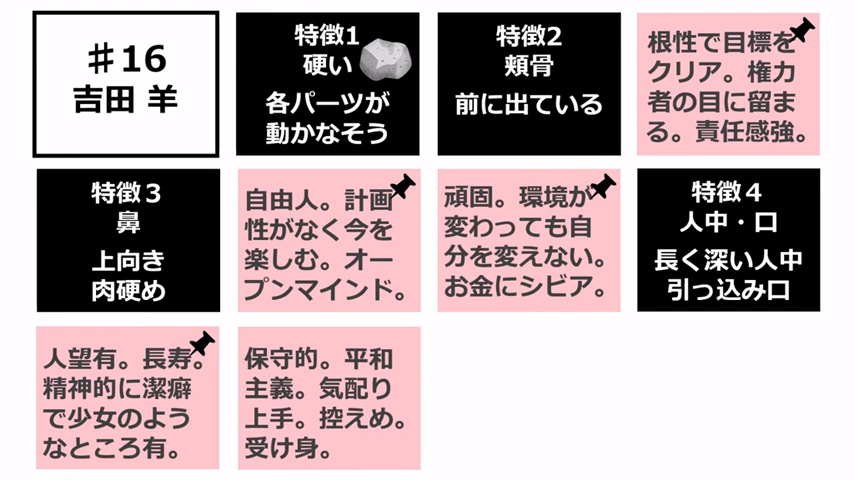 ♯16
吉田 羊
特徴1
硬い
各パーツが
動かなそう
特徴2
頬骨
前に出ている
根性で目標を
クリア。権力
者の目に留ま
る。責任感強。
特徴３
鼻
上向き
肉硬め
自由人。計画
性がなく今を
楽しむ。オー
プンマインド。
頑固。環境が
変わっても自
分を変えない。
お金にシビア。
特徴４
人中・口
長く深い人中
引っ込み口
人望有。長寿。
精神的に潔癖
で少女のよう
なところ有。
保守的。平和
主義。気配り
上手。控えめ。
受け身。